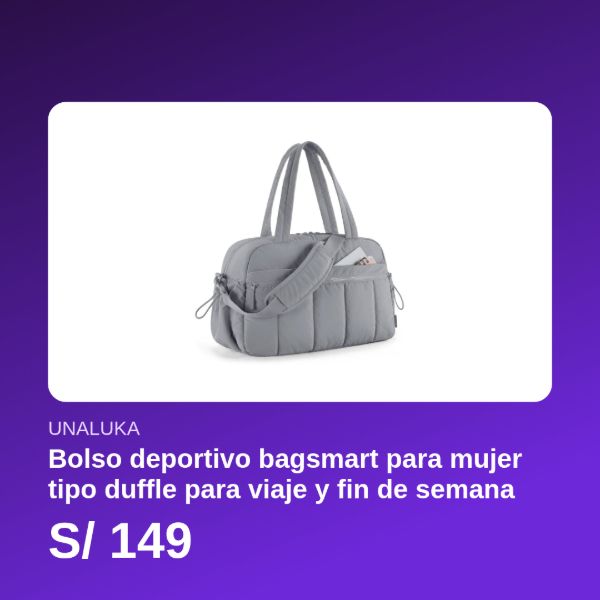 UNALUKA
Bolso deportivo bagsmart para mujer
tipo duffle para viaje y fin de semana
S/ 149